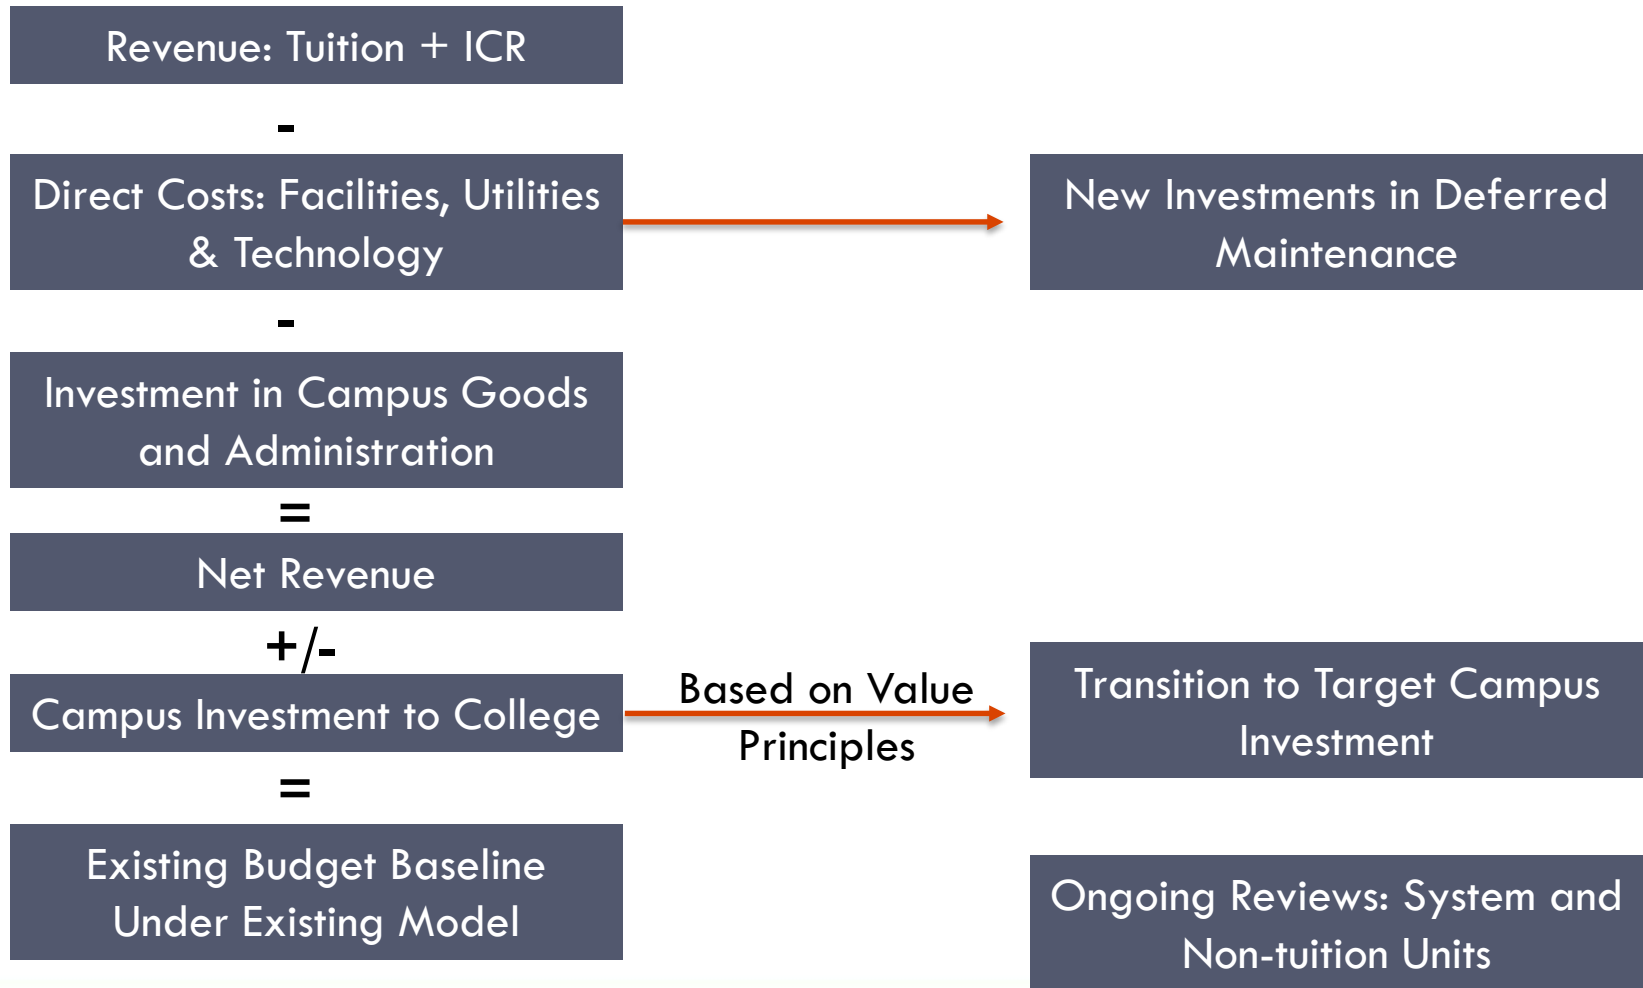 Revenue: Tuition + ICR
-
Direct Costs: Facilities, Utilities
& Technology
New Investments in Deferred
Maintenance
-
Investment in Campus Goods
and Administration
=
Net Revenue
+/-
Campus Investment to College
Based on Value
Principles
Transition to Target Campus
Investment
=
Existing Budget Baseline
Under Existing Model
Ongoing Reviews: System and
Non-tuition Units